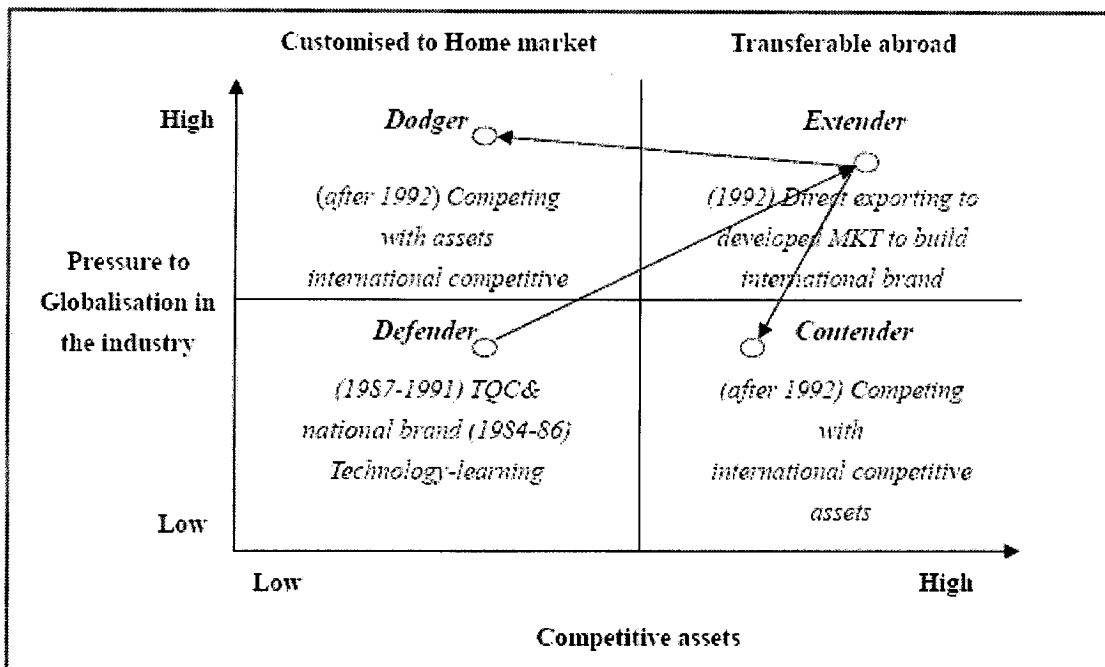 Customised to Home market
Transferable abroad
High
Dodger
(after 1992) Competing
with assets
international competitive
Extender
(1992) Direct exporting to
developed MKT to build
international brand
Pressure to
Globalisation in
the industry
Defender
(1987-1991) TQC&
national brand (1984-86)
Technology-learning
Contender
(after 1992) Competing
with
international competitive
assets
Low
Low
High
Competitive assets